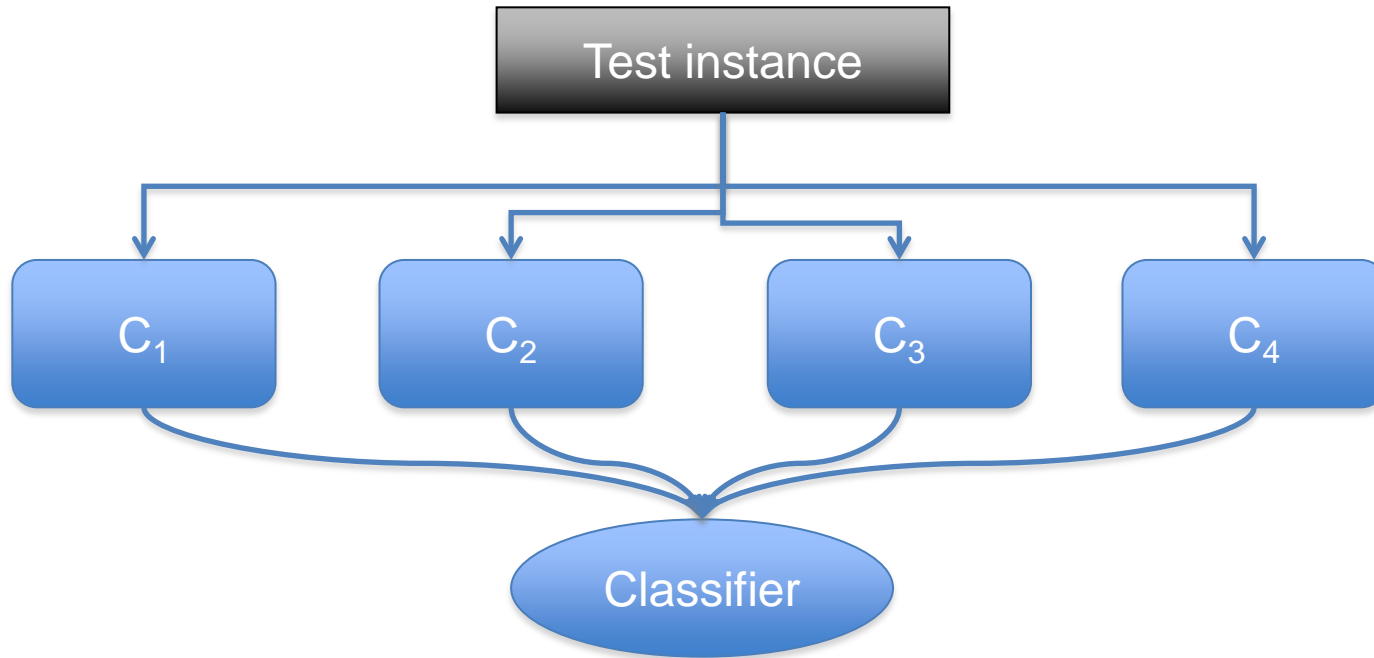 Test instance
C₁
C₂
C₃
C₄
Classifier